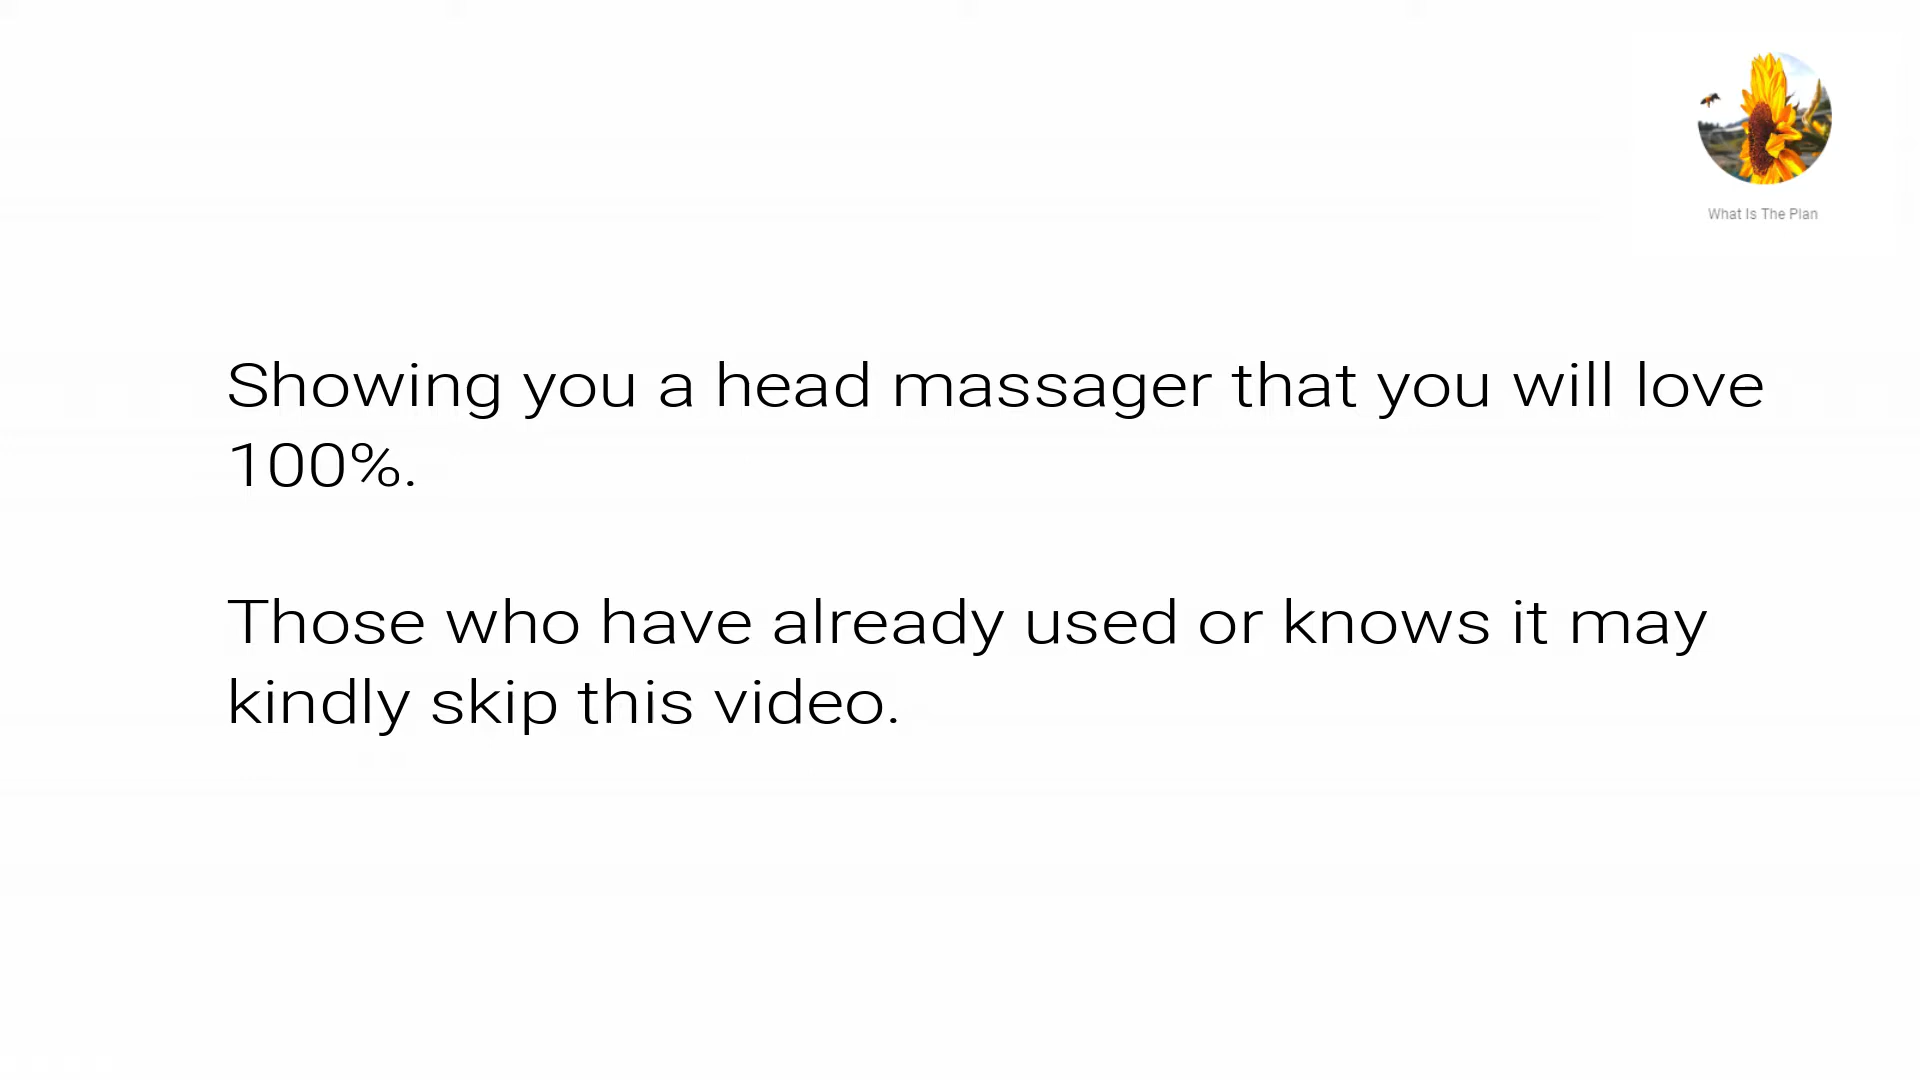 What Is The Plan
Showing you a head massager that you will love
100%.
Those who have already used or knows it may
kindly skip this video.